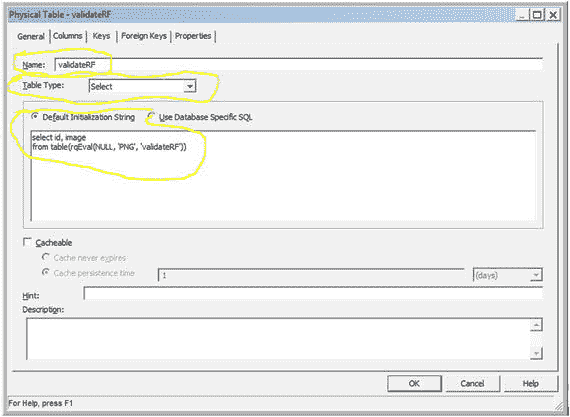 Physical Table - validateRF
General Columns Keys Foreign Keys Properties
Name: validateRF
Table Type: Select
Default Initialization String Use Database Specific SQL
select id, image
from table(rqEval(NULL, 'PNG', 'validateRF'))
Cacheable
Cache never expires
Cache persistence time 1 (days)
Hint:
Description:
OK Cancel Help
For Help, press F1